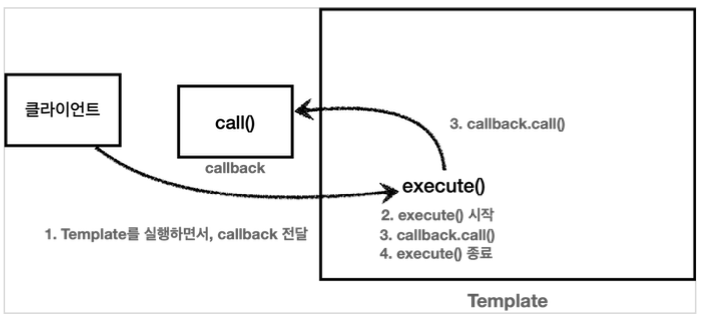 클라이언트
call()
callback
3. callback.call()
execute()
1. Template를 실행하면서, callback 전달
2. execute() 시작
3. callback.call()
4. execute() 종료
Template